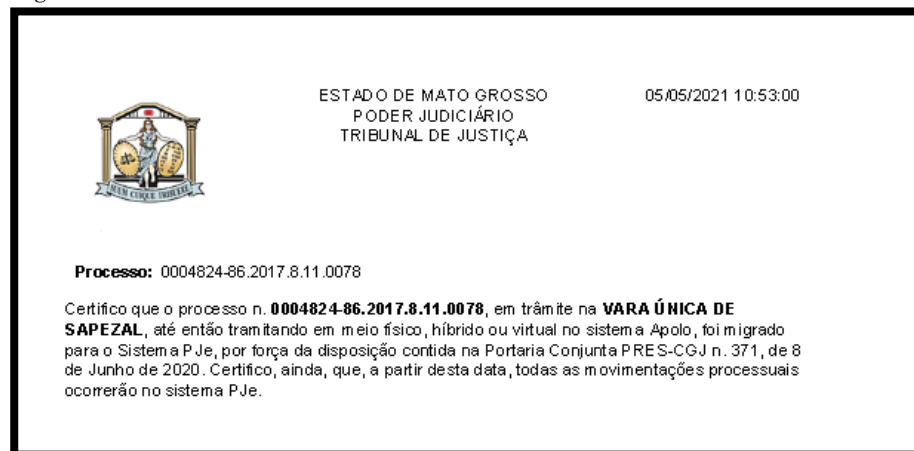 ESTADO DE MATO GROSSO
PODER JUDICIÁRIO
TRIBUNAL DE JUSTIÇA
05/05/2021 10:53:00
SUUM CUIQUE TRIBUERE
Processo: 0004824-86.2017.8.11.0078
Certifico que o processo n. 0004824-86.2017.8.11.0078, em trâmite na VARA ÚNICA DE
SAPEZAL, até então tramitando em meio físico, híbrido ou virtual no sistema Apolo, foi migrado
para o Sistema PJe, por força da disposição contida na Portaria Conjunta PRES-CGJ n. 371, de 8
de Junho de 2020. Certifico, ainda, que, a partir desta data, todas as movimentações processuais
ocorrerão no sistema PJe.